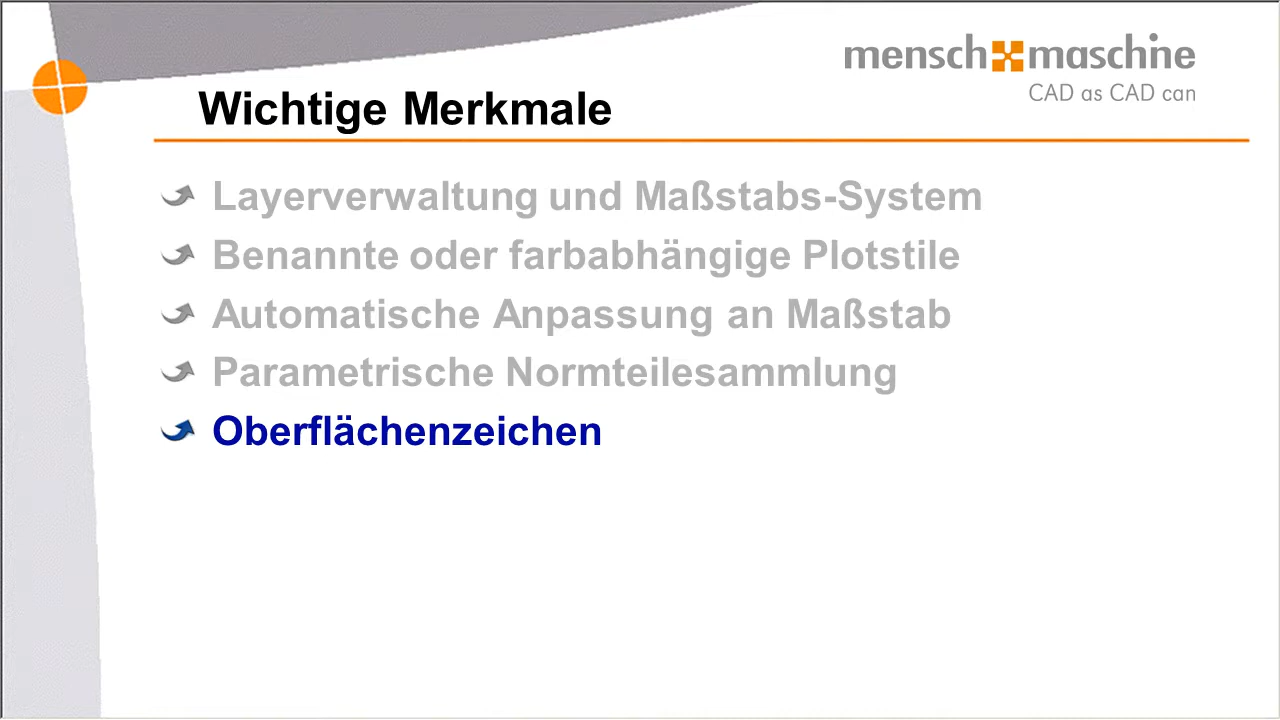 mensch maschine
CAD as CAD can
Wichtige Merkmale
Layerverwaltung und Maßstabs-System
Benannte oder farbabhängige Plotstile
Automatische Anpassung an Maßstab
Parametrische Normteilesammlung
Oberflächenzeichen